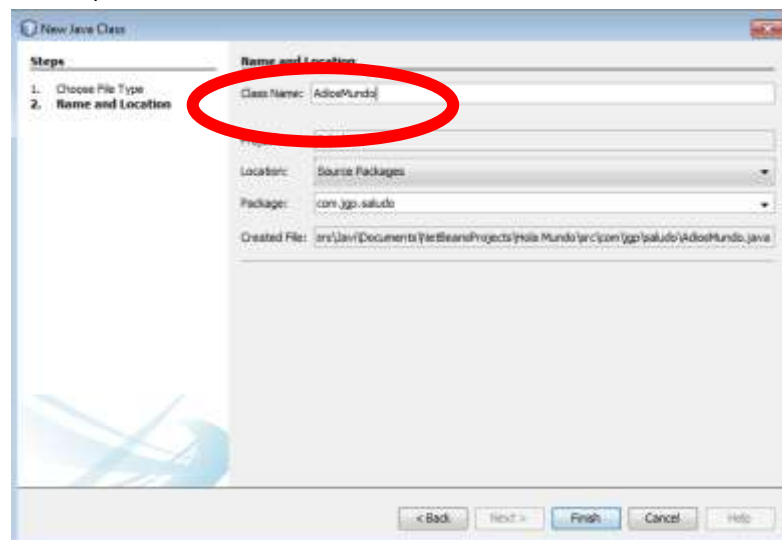 New Java Class
Steps
1. Choose File Type
2. Name and Location
Name and Location
Class Name: AdiosMundo
Location: Source Packages
Package: com.jgp.saludo
Created File: ers\Javi\Documents\NetBeansProjects\Hola Mundo\src\com\jgp\saludo\AdiosMundo.java
< Back Next > Finish Cancel Help